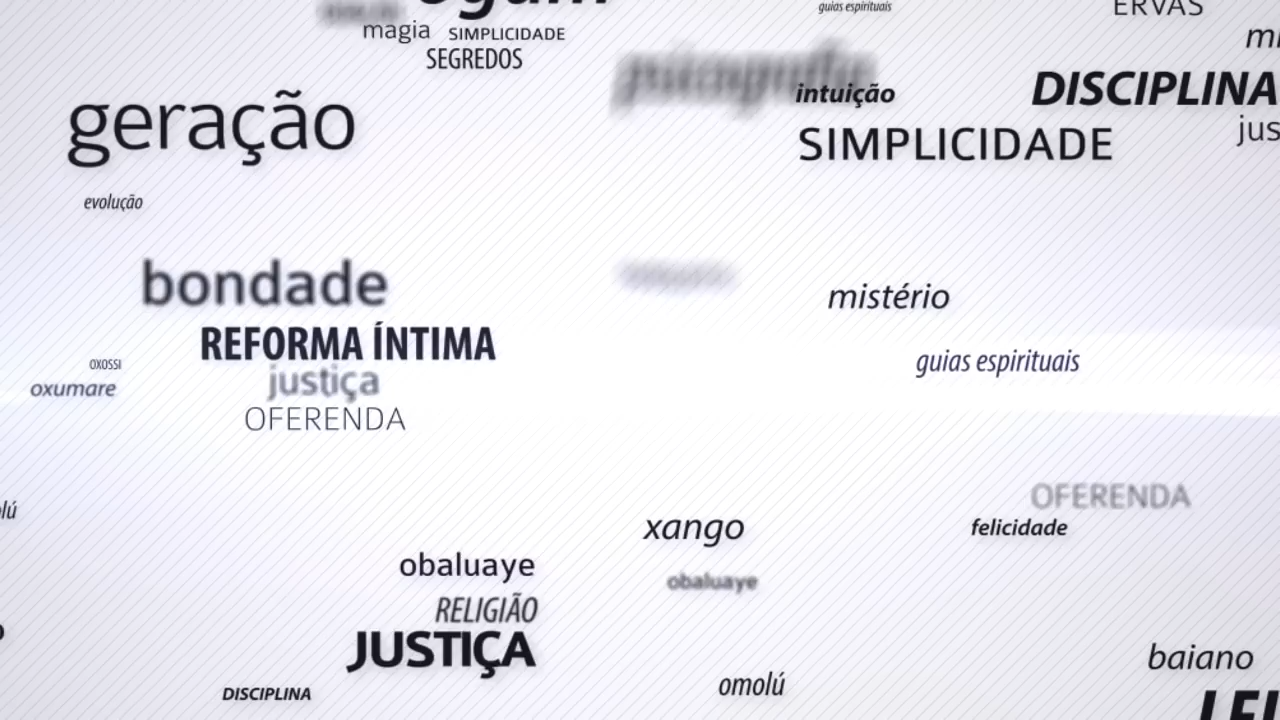 guias espirituais
ERVAS
magia
SIMPLICIDADE
SEGREDOS
psicografia
intuição
DISCIPLINA
SIMPLICIDADE
geração
evolução
bondade
mistério
REFORMA ÍNTIMA
OXOSSI
guias espirituais
oxumare
justiça
OFERENDA
OFERENDA
xango
felicidade
obaluaye
obaluaye
RELIGIÃO
JUSTIÇA
baiano
omolú
DISCIPLINA